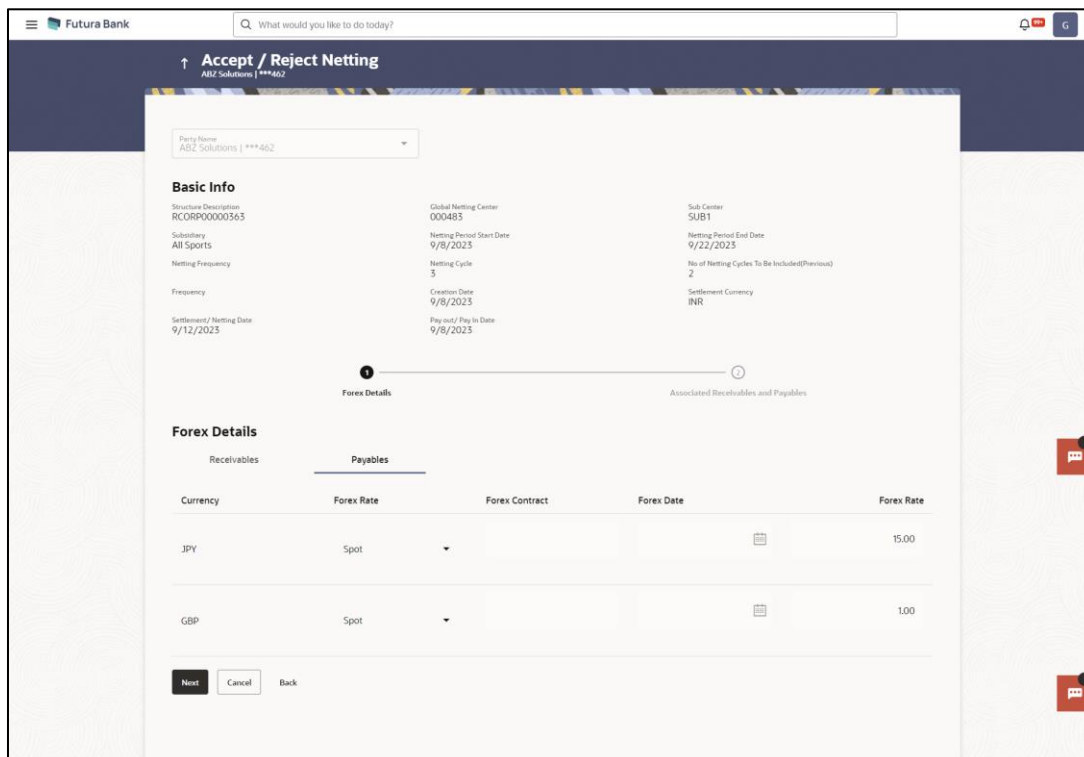 Futura Bank
What would you like to do today?
99+
G
Accept / Reject Netting
ABZ Solutions | ***462
Party Name
ABZ Solutions | ***462
Basic Info
Structure Description
RCORP00000363
Global Netting Center
000483
Sub Center
SUB1
Subsidiary
All Sports
Netting Period Start Date
9/8/2023
Netting Period End Date
9/22/2023
Netting Frequency
Netting Cycle
3
No of Netting Cycles To Be Included(Previous)
2
Frequency
Creation Date
9/8/2023
Settlement Currency
INR
Settlement/ Netting Date
9/12/2023
Pay out/ Pay In Date
9/8/2023
1
2
Forex Details
Associated Receivables and Payables
Forex Details
Receivables Payables
Currency Forex Rate Forex Contract Forex Date Forex Rate
JPY Spot 15.00
GBP Spot 1.00
Next Cancel Back